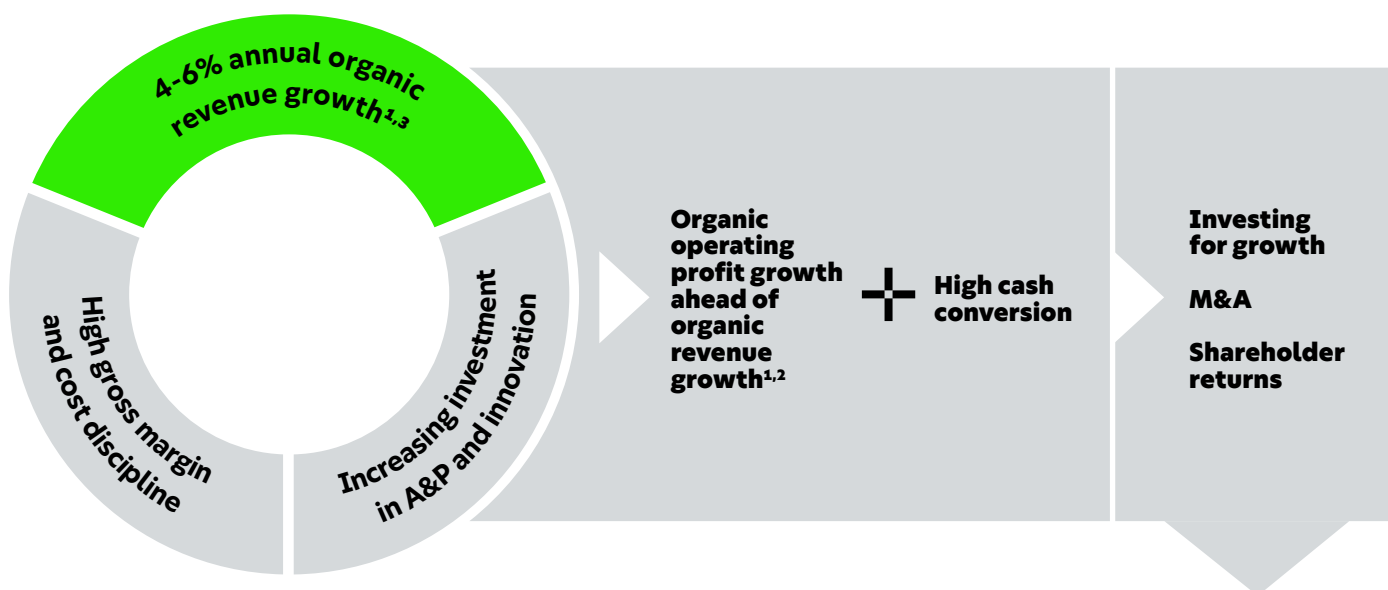 4-6% annual organic
revenue growth¹,³
High gross margin
and cost discipline
Increasing investment
in A&P and innovation
Organic
operating
profit growth
ahead of
organic
revenue
growth¹,²
High cash
conversion
Investing
for growth
M&A
Shareholder
returns